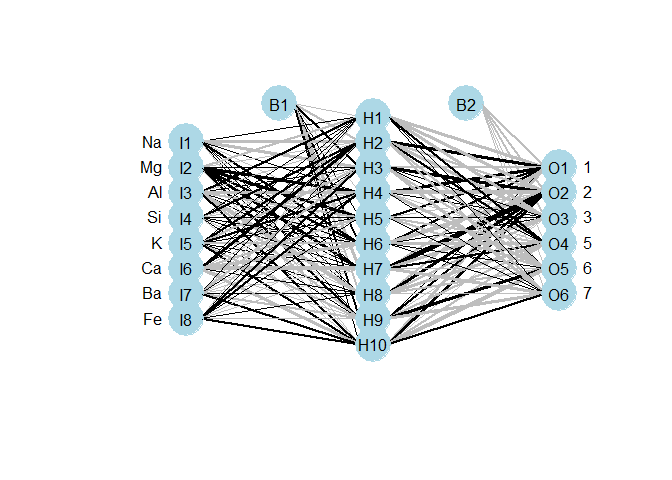 B1
B2
H1
Na I1 H2
Mg I2 H3 O1 1
Al I3 H4 O2 2
Si I4 H5 O3 3
K I5 H6 O4 5
Ca I6 H7 O5 6
Ba I7 H8 O6 7
Fe I8 H9
H10